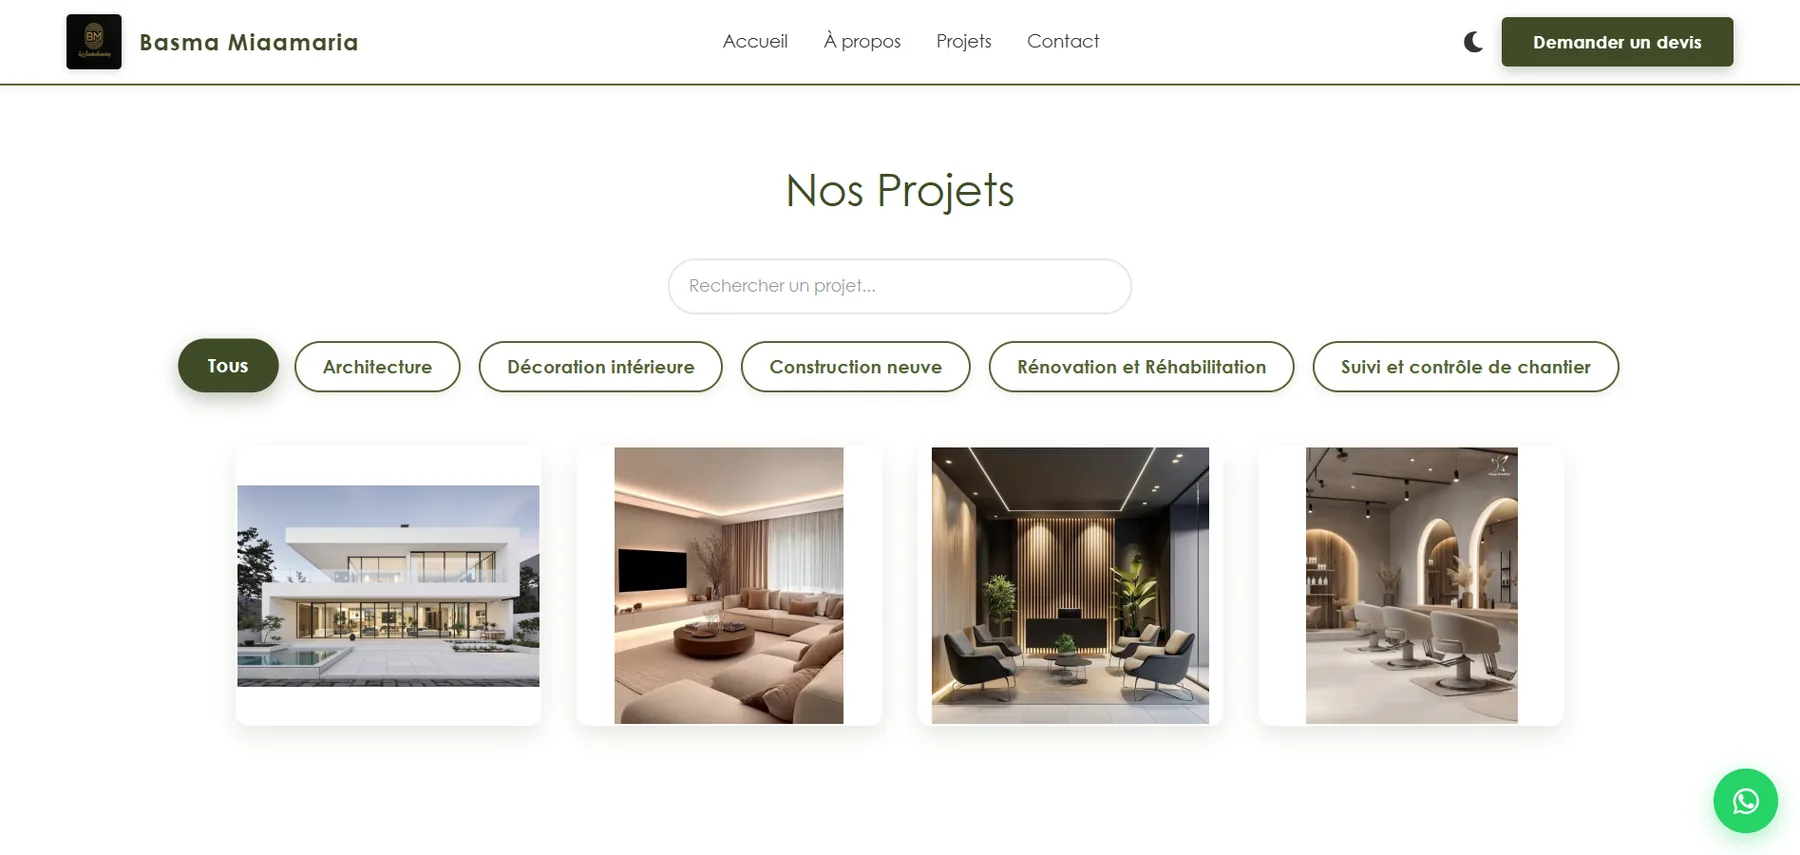 BM
Basma Miaamaria
Accueil
À propos
Projets
Contact
Demander un devis
Nos Projets
Rechercher un projet...
Tous
Architecture
Décoration intérieure
Construction neuve
Rénovation et Réhabilitation
Suivi et contrôle de chantier